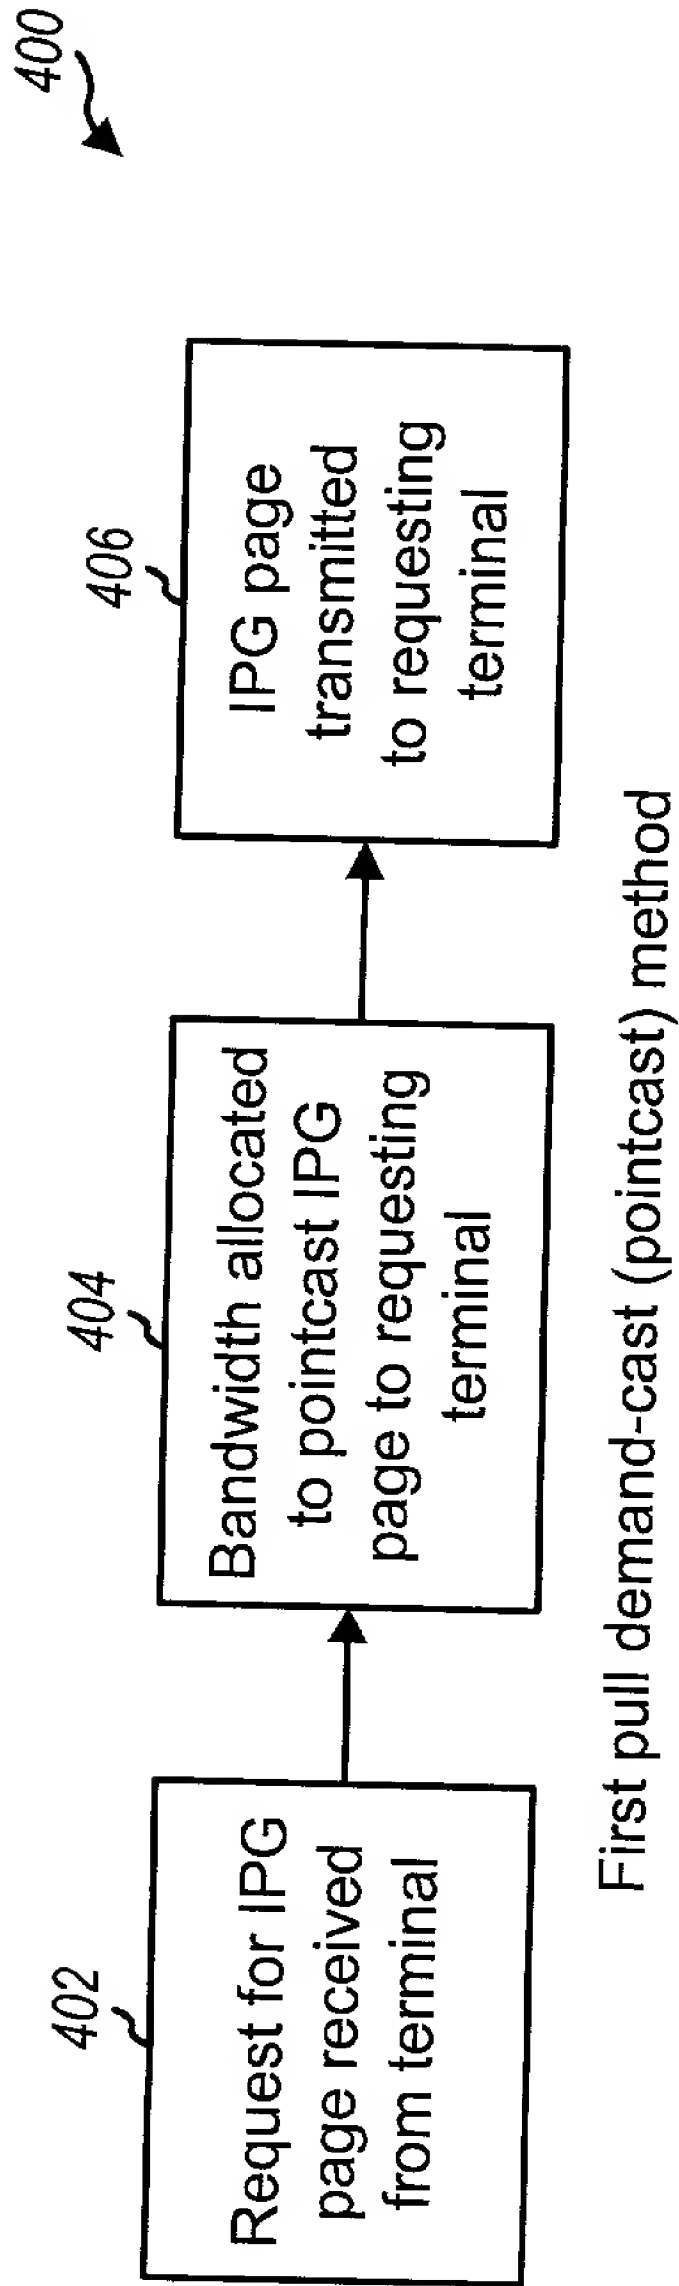 400
402
Request for IPG
page received
from terminal
404
Bandwidth allocated
to pointcast IPG
page to requesting
terminal
406
IPG page
transmitted
to requesting
terminal
First pull demand-cast (pointcast) method